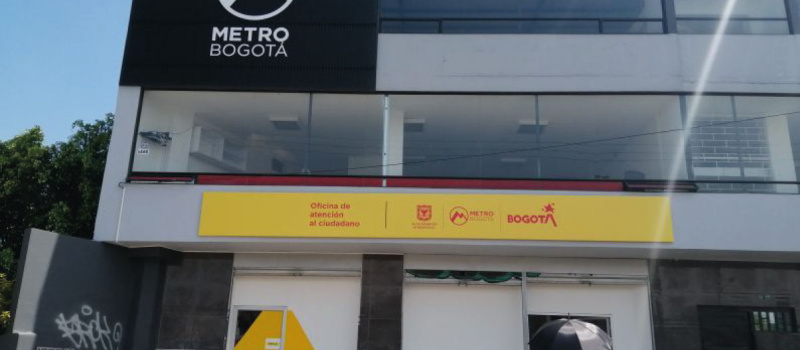 METRO
BOGOTÁ
Oficina de
atención
al ciudadano
METRO
BOGOTÁ
BOGOTÁ